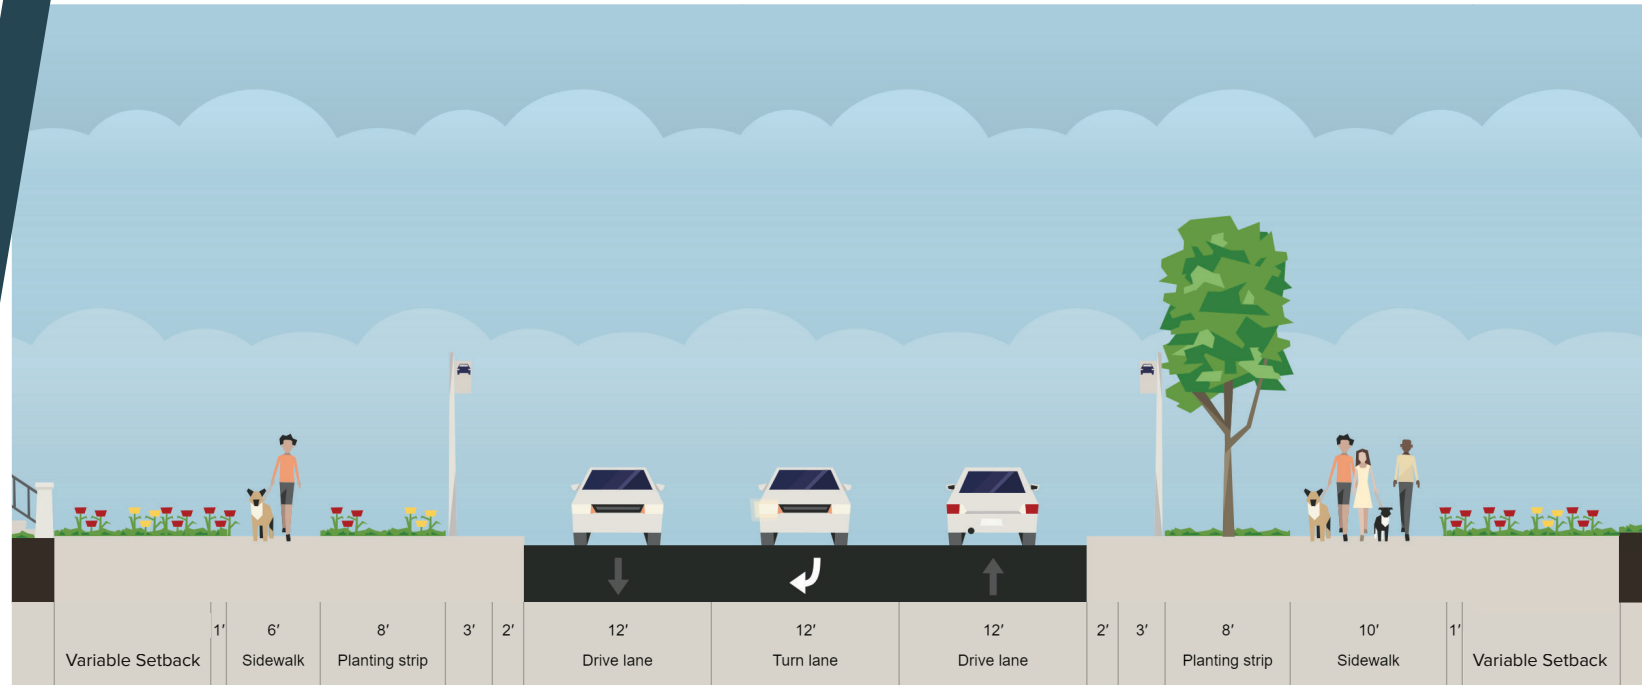 1′ 6′ 8′ 3′ 2′ 12′ 12′ 12′ 2′ 3′ 8′ 10′ 1′
Variable Setback Sidewalk Planting strip Drive lane Turn lane Drive lane Planting strip Sidewalk Variable Setback